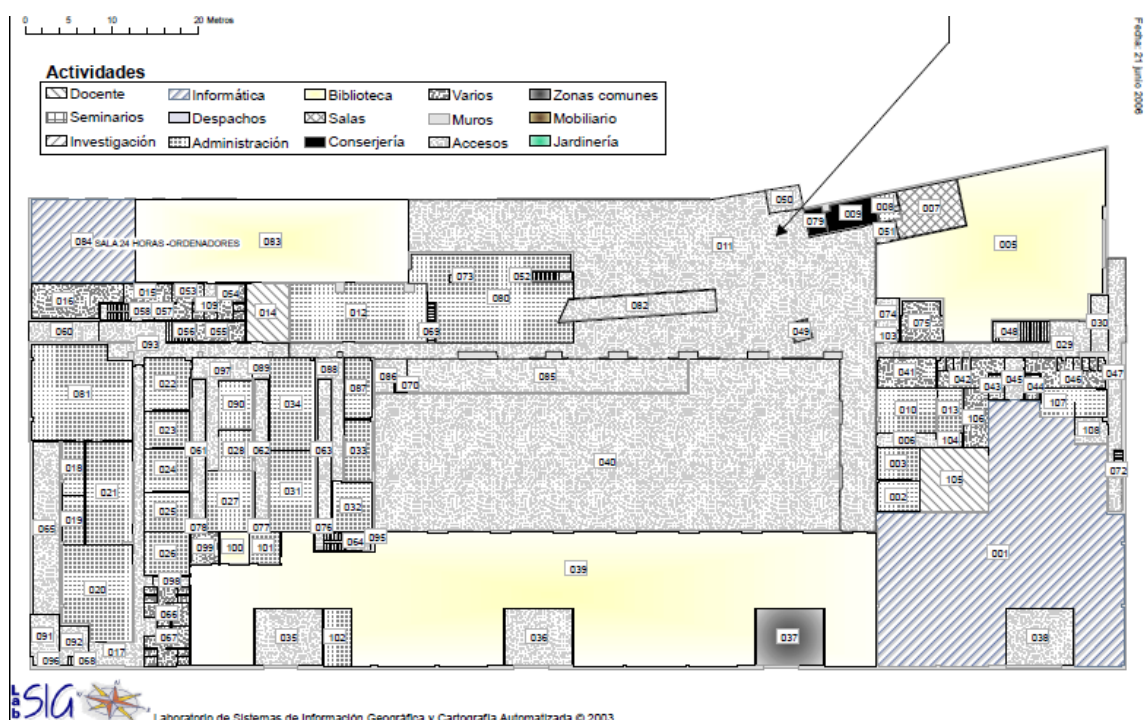 0 5 10 20 Metros
Fecha: 21 junio 2006
Actividades
Docente Informática Biblioteca Varios Zonas comunes
Seminarios Despachos Salas Muros Mobiliario
Investigación Administración Conserjería Accesos Jardinería
050
079 009 008 007
051
084 SALA 24 HORAS -ORDENADORES 083 011 005
073 052
016 015 053 054 080
058 057 109 014 012 082 074 030
060 056 055 069 049 103 075 048
093 029
097 089 088 086 085 041 042 045 046 047
081 022 087 070 043 044
090 034 010 013 107
023 106 108
061 028 062 063 033 006 104
018 024 040 003 105 072
021 027 031
019 025 032 002
065 078 077 076 001
026 099 100 101 064 095
020 098 039
066
091 092 067 035 102 036 037 038
096 068 017
Lab SIG
Laboratorio de Sistemas de Información Geográfica y Cartografía Automatizada © 2003